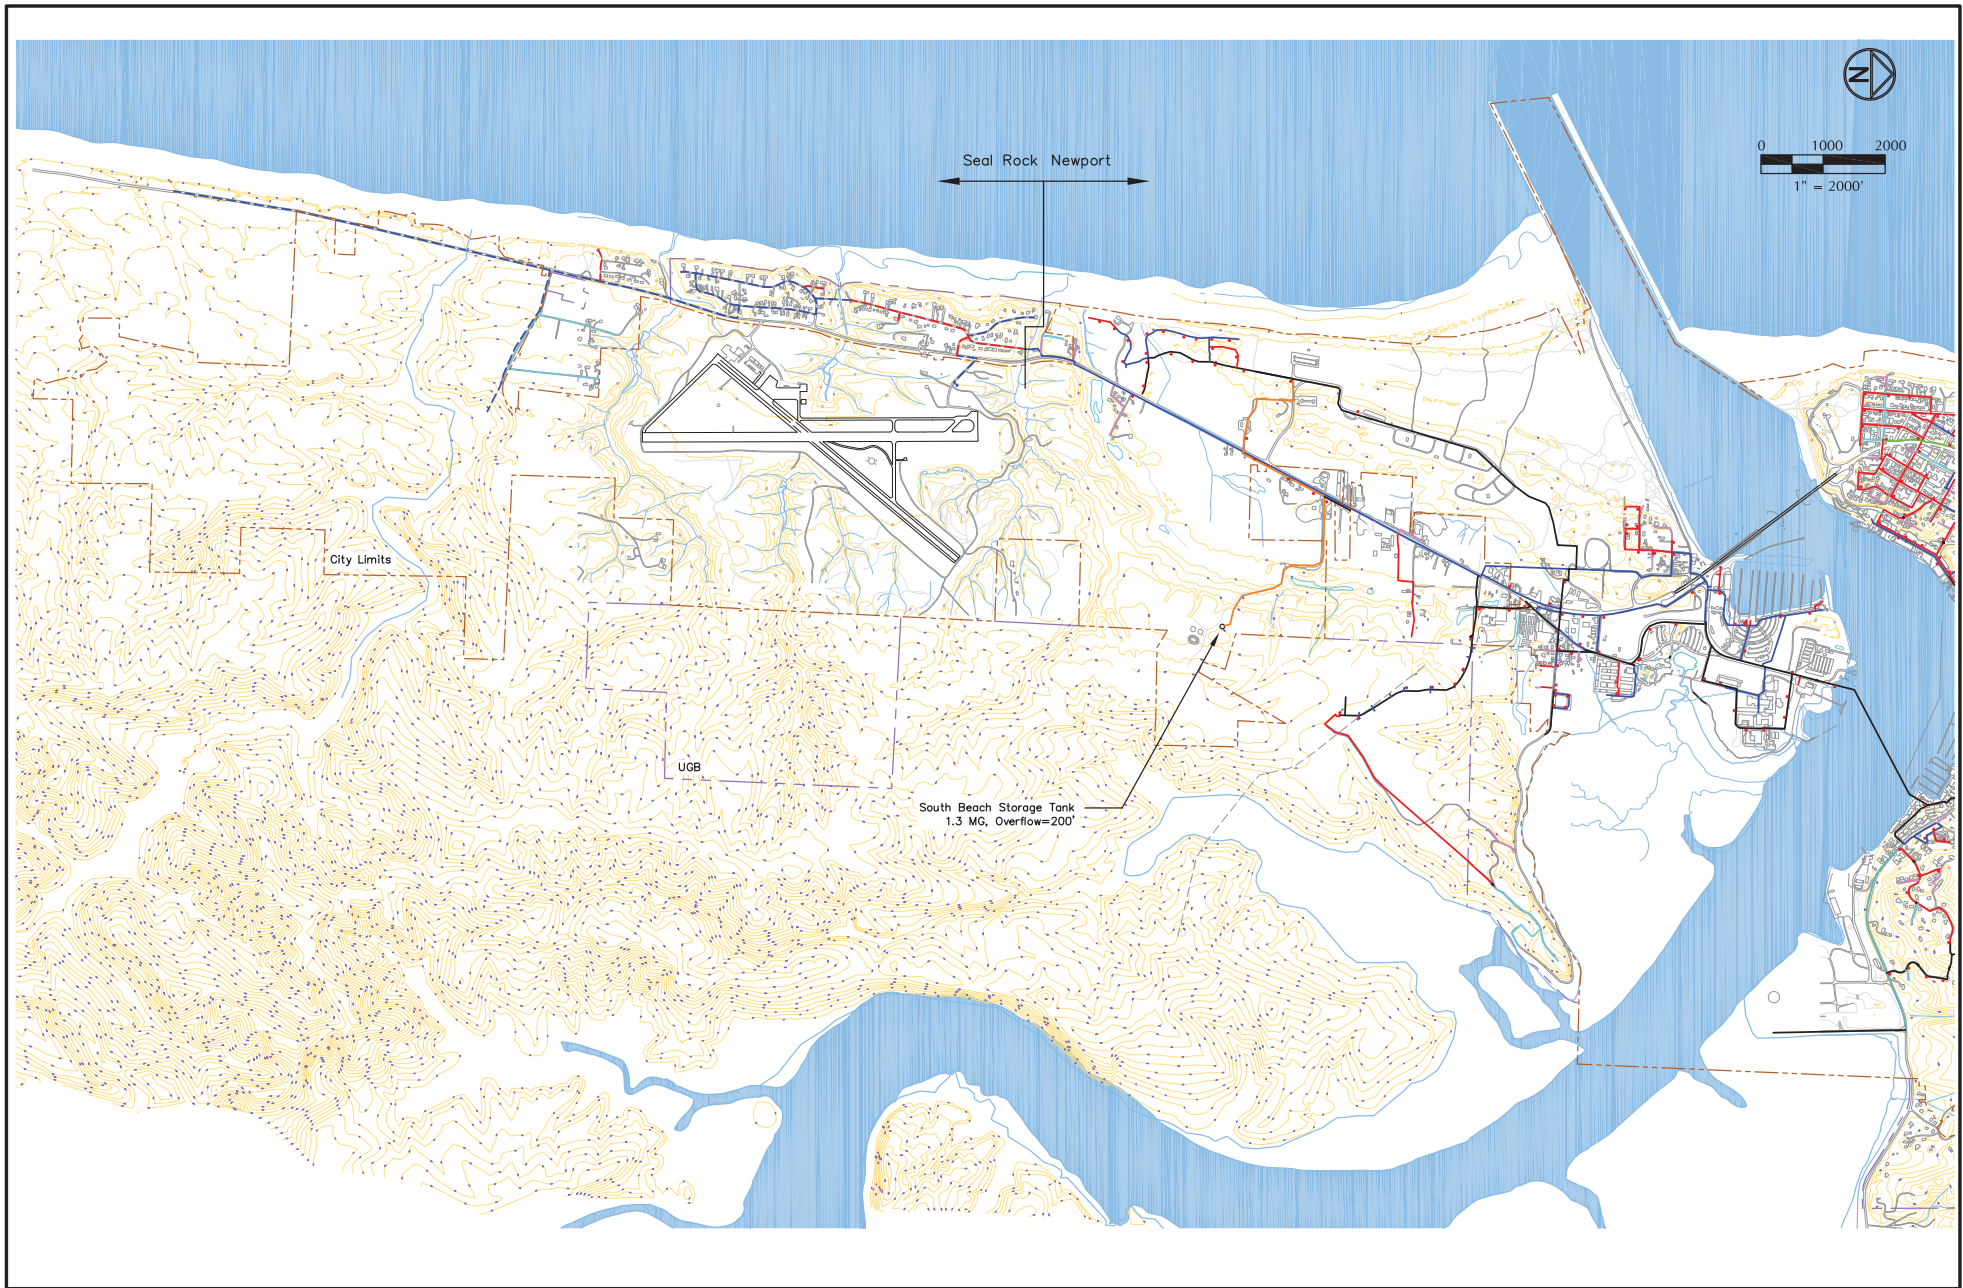 N
0 1000 2000
1" = 2000'
Seal Rock Newport
City Limits
UGB
South Beach Storage Tank
1.3 MG, Overflow=200'